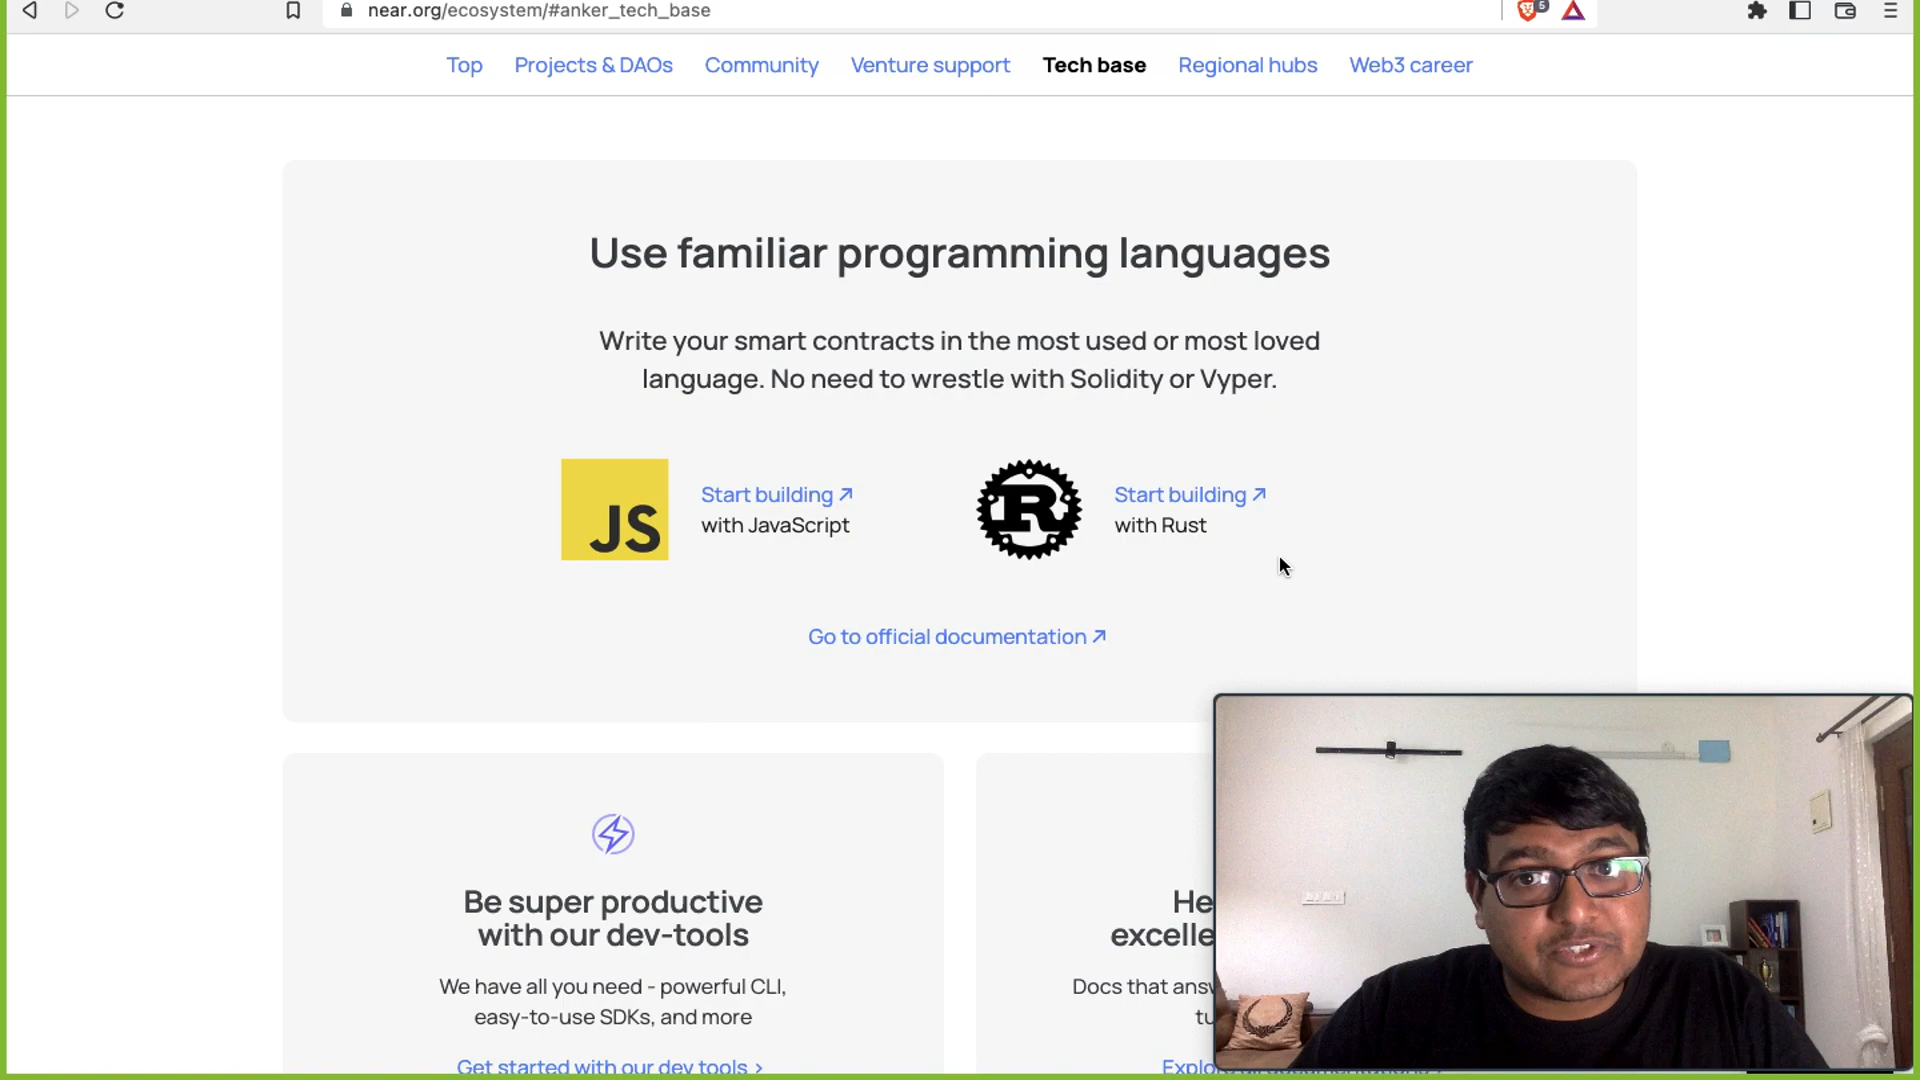 near.org/ecosystem/#anker_tech_base
5
Top
Projects & DAOs
Community
Venture support
Tech base
Regional hubs
Web3 career
Use familiar programming languages
Write your smart contracts in the most used or most loved
language. No need to wrestle with Solidity or Vyper.
JS
Start building ↗
with JavaScript
R
Start building ↗
with Rust
Go to official documentation ↗
Be super productive
with our dev-tools
We have all you need - powerful CLI,
easy-to-use SDKs, and more
Get started with our dev tools ›
He
excelle
Docs that